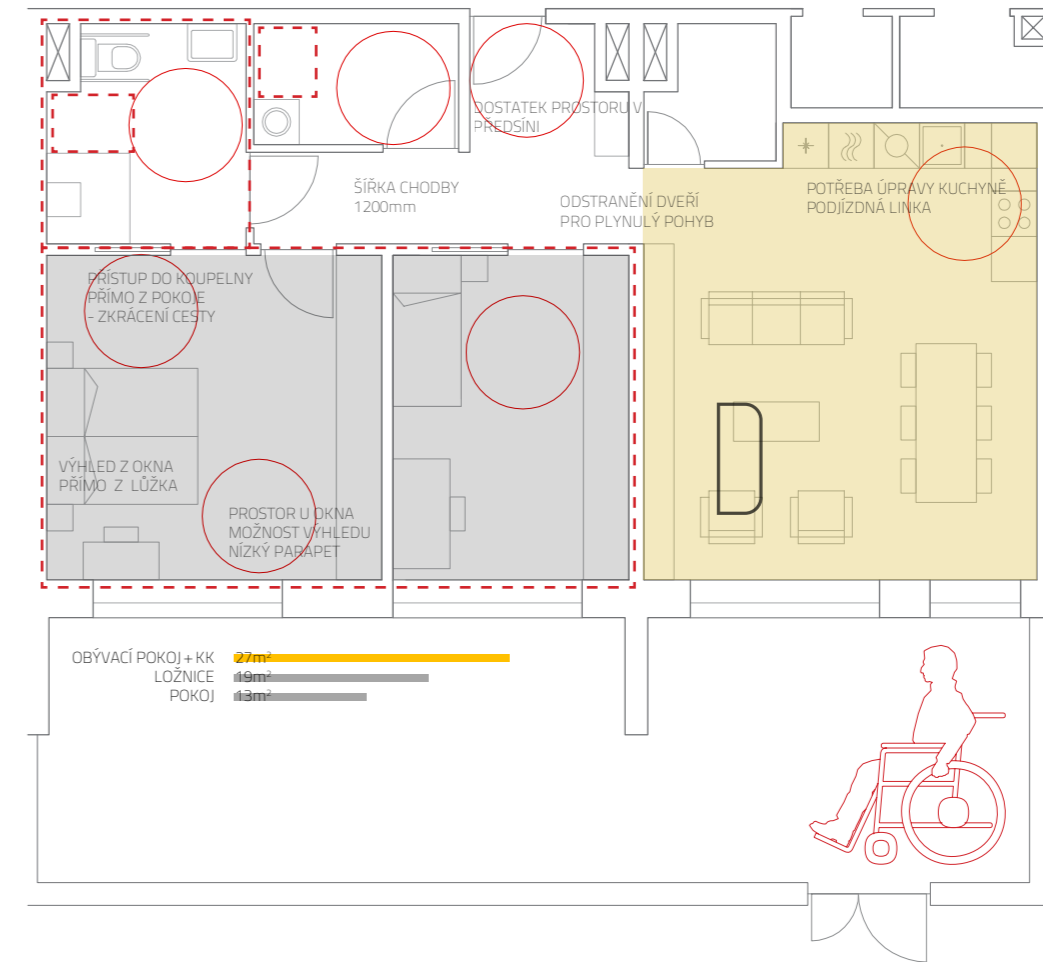 DOSTATEK PROSTORU V
PŘEDSÍNI
ŠÍŘKA CHODBY
1200mm
ODSTRANĚNÍ DVEŘÍ
PRO PLYNULÝ POHYB
POTŘEBA ÚPRAVY KUCHYNĚ
PODJÍZDNÁ LINKA
PŘÍSTUP DO KOUPELNY
PŘÍMO Z POKOJE
- ZKRÁCENÍ CESTY
VÝHLED Z OKNA
PŘÍMO Z LŮŽKA
PROSTOR U OKNA
MOŽNOST VÝHLEDU
NÍZKÝ PARAPET
OBÝVACÍ POKOJ + KK 27m²
LOŽNICE 19m²
POKOJ 13m²